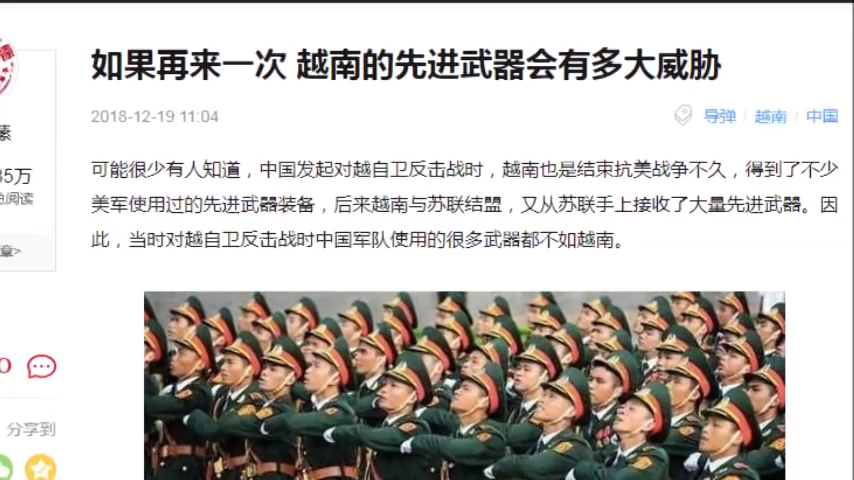 如果再来一次 越南的先进武器会有多大威胁
2018-12-19 11:04
导弹 / 越南 / 中国
可能很少有人知道，中国发起对越自卫反击战时，越南也是结束抗美战争不久，得到了不少
美军使用过的先进武器装备，后来越南与苏联结盟，又从苏联手上接收了大量先进武器。因
此，当时对越自卫反击战时中国军队使用的很多武器都不如越南。
5万
阅读
章>
0
分享到